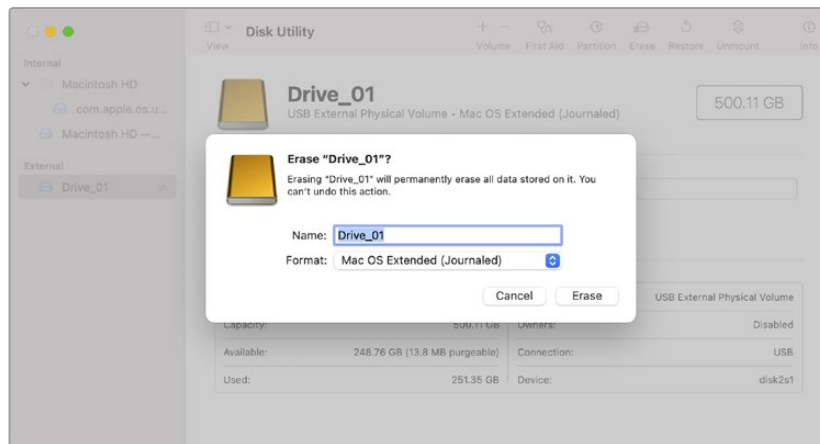 Disk Utility
View
Volume First Aid Partition Erase Restore Unmount Info
Internal
Macintosh HD
com.apple.os.u...
Macintosh HD —...
External
Drive_01
Drive_01
USB External Physical Volume • Mac OS Extended (Journaled)
500.11 GB
Erase “Drive_01”?
Erasing “Drive_01” will permanently erase all data stored on it. You
can't undo this action.
Name: Drive_01
Format: Mac OS Extended (Journaled)
Cancel Erase
USB External Physical Volume
Capacity: 500.11 GB Owners: Disabled
Available: 248.76 GB (13.8 MB purgeable) Connection: USB
Used: 251.35 GB Device: disk2s1